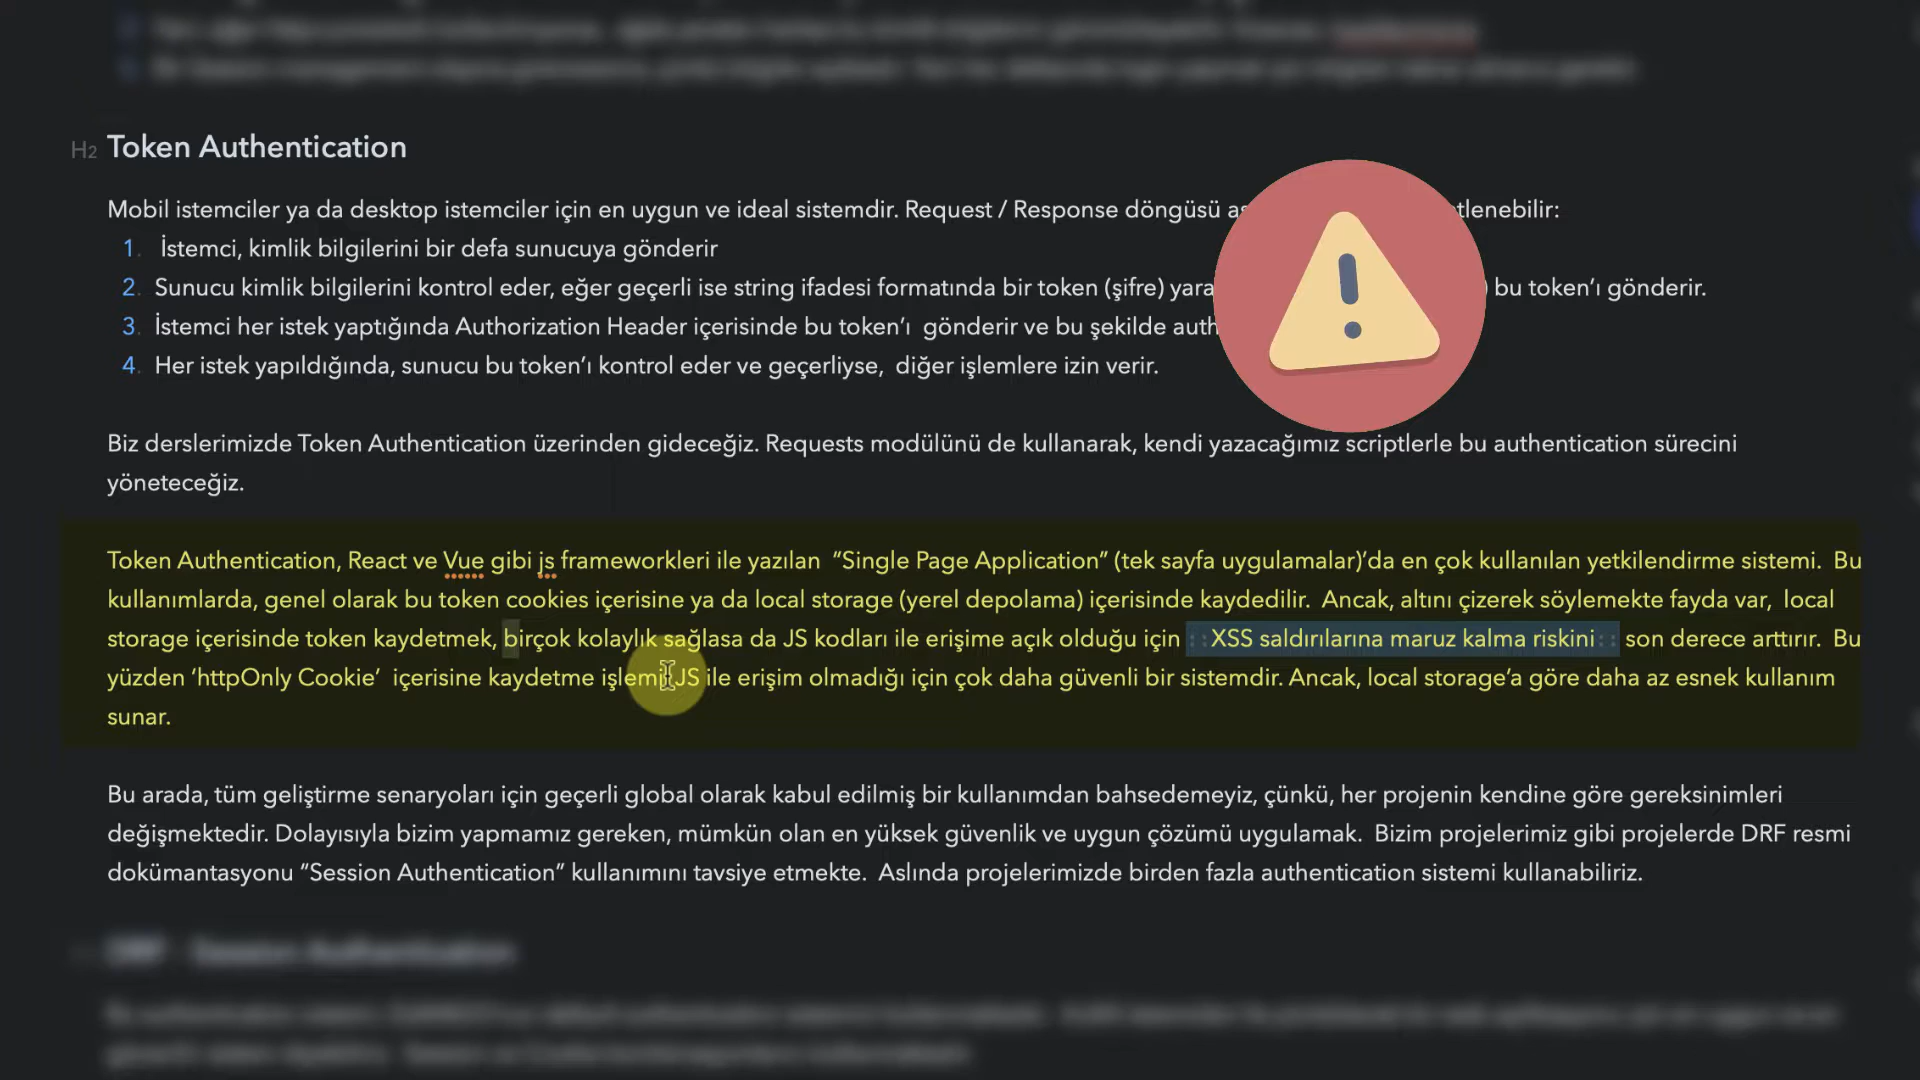 H2 Token Authentication
Mobil istemciler ya da desktop istemciler için en uygun ve ideal sistemdir. Request / Response döngüsü
1. İstemci, kimlik bilgilerini bir defa sunucuya gönderir
2. Sunucu kimlik bilgilerini kontrol eder, eğer geçerli ise string ifadesi formatında bir token (şifre) bu token’ı gönderir.
3. İstemci her istek yaptığında Authorization Header içerisinde bu token’ı gönderir ve bu şekilde
4. Her istek yapıldığında, sunucu bu token’ı kontrol eder ve geçerliyse, diğer işlemlere izin verir.
Biz derslerimizde Token Authentication üzerinden gideceğiz. Requests modülünü de kullanarak, kendi yazacağımız scriptlerle bu authentication sürecini
yöneteceğiz.
Token Authentication, React ve Vue gibi js frameworkleri ile yazılan “Single Page Application” (tek sayfa uygulamalar)’da en çok kullanılan yetkilendirme sistemi. Bu
kullanımlarda, genel olarak bu token cookies içerisine ya da local storage (yerel depolama) içerisinde kaydedilir. Ancak, altını çizerek söylemekte fayda var, local
storage içerisinde token kaydetmek, birçok kolaylık sağlasa da JS kodları ile erişime açık olduğu için ::XSS saldırılarına maruz kalma riskini:: son derece arttırır. Bu
yüzden ‘httpOnly Cookie’ içerisine kaydetme işlemi JS ile erişim olmadığı için çok daha güvenli bir sistemdir. Ancak, local storage’a göre daha az esnek kullanım
sunar.
Bu arada, tüm geliştirme senaryoları için geçerli global olarak kabul edilmiş bir kullanımdan bahsedemeyiz, çünkü, her projenin kendine göre gereksinimleri
değişmektedir. Dolayısıyla bizim yapmamız gereken, mümkün olan en yüksek güvenlik ve uygun çözümü uygulamak. Bizim projelerimiz gibi projelerde DRF resmi
dokümantasyonu “Session Authentication” kullanımını tavsiye etmekte. Aslında projelerimizde birden fazla authentication sistemi kullanabiliriz.
DRF - Session Authentication